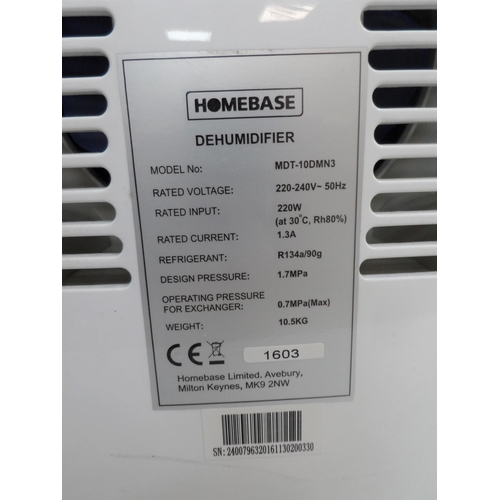 HOMEBASE
DEHUMIDIFIER
MODEL No: MDT-10DMN3
RATED VOLTAGE: 220-240V~ 50Hz
RATED INPUT: 220W
(at 30°C, Rh80%)
RATED CURRENT: 1.3A
REFRIGERANT: R134a/90g
DESIGN PRESSURE: 1.7MPa
OPERATING PRESSURE
FOR EXCHANGER: 0.7MPa(Max)
WEIGHT: 10.5KG
CE 1603
Homebase Limited. Avebury,
Milton Keynes, MK9 2NW
SN:2400796320161130200330